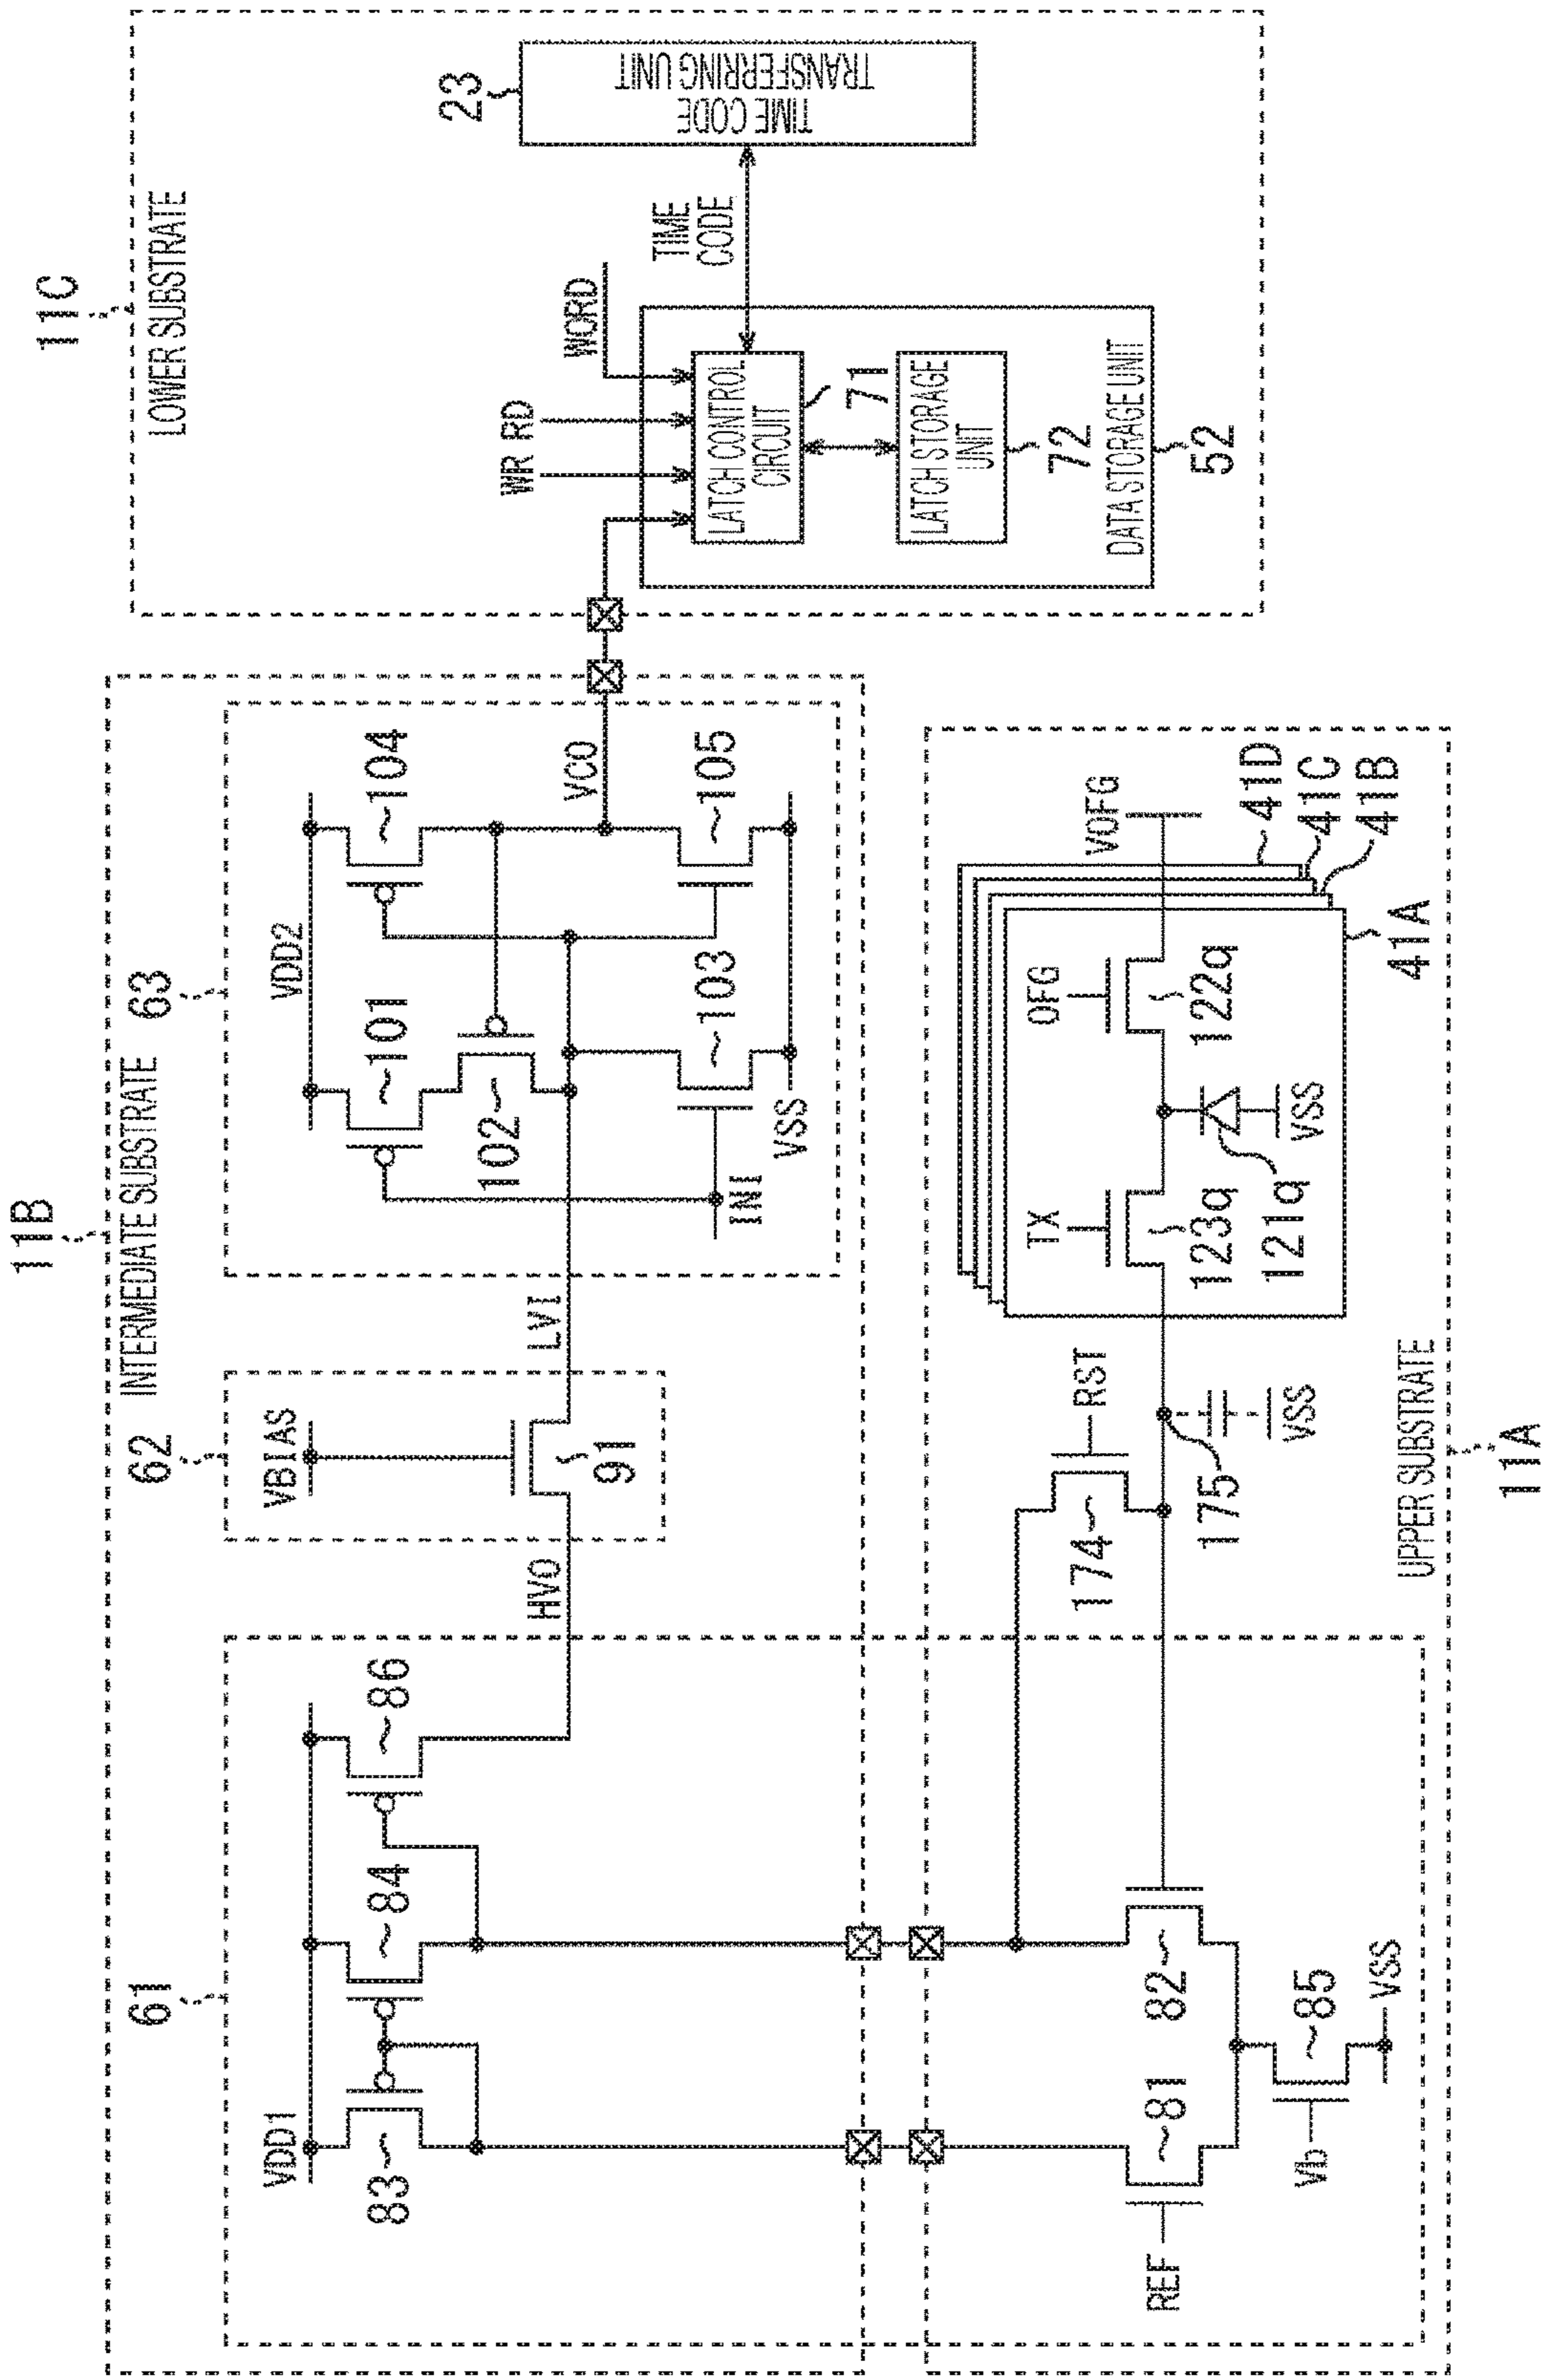 11B
INTERMEDIATE SUBSTRATE
61
VDD1
83
84
86
HVO
62
VBIAS
91
LVI
63
VDD2
101
102
104
103
105
INI
VSS
VCO
11C
LOWER SUBSTRATE
WR
RD
WORD
TIME
CODE
23
TIME CODE
TRANSFERRING UNIT
LATCH CONTROL
CIRCUIT
71
LATCH STORAGE
UNIT
72
DATA STORAGE UNIT
52
REF
81
82
Vb
85
VSS
174
RST
175
VSS
TX
123q
121q
VSS
OFG
122q
VOFG
41D
41C
41B
41A
UPPER SUBSTRATE
11A